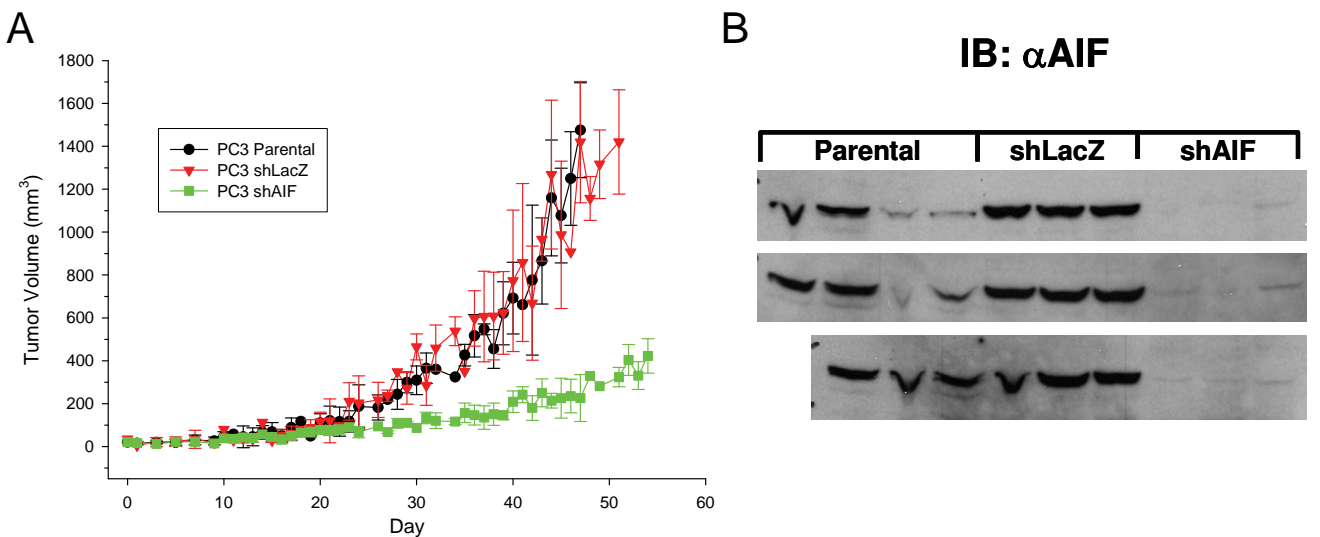 A
B
IB: αAIF
1800
1600
1400
1200
1000
800
600
400
200
0
Tumor Volume (mm³)
PC3 Parental
PC3 shLacZ
PC3 shAIF
0 10 20 30 40 50 60
Day
Parental shLacZ shAIF